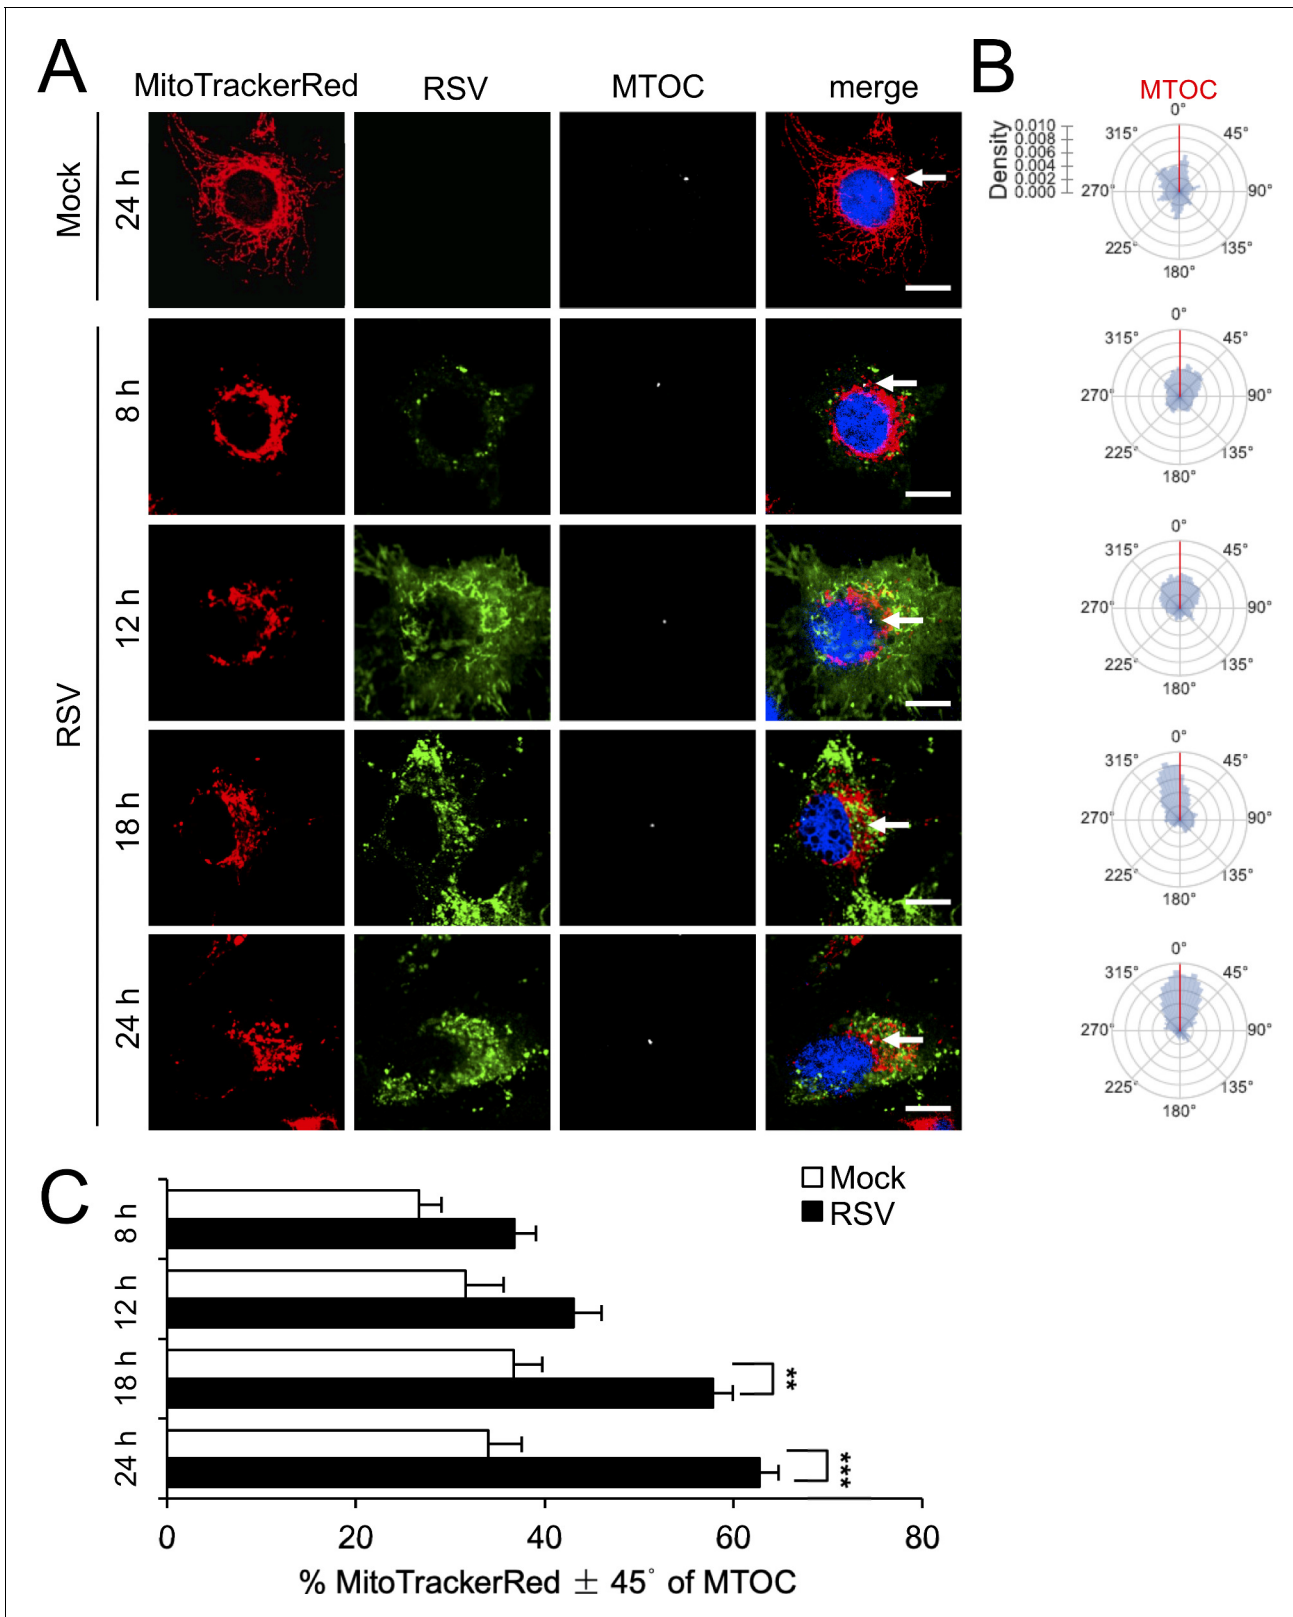 A
B
MitoTrackerRed
RSV
MTOC
merge
MTOC
Mock
24 h
Density
0.010
0.008
0.006
0.004
0.002
0.000
0°
45°
90°
135°
180°
225°
270°
315°
RSV
8 h
0°
45°
90°
135°
180°
225°
270°
315°
12 h
0°
45°
90°
135°
180°
225°
270°
315°
18 h
0°
45°
90°
135°
180°
225°
270°
315°
24 h
0°
45°
90°
135°
180°
225°
270°
315°
C
Mock
RSV
8 h
12 h
18 h
**
24 h
***
0 20 40 60 80
% MitoTrackerRed ± 45° of MTOC